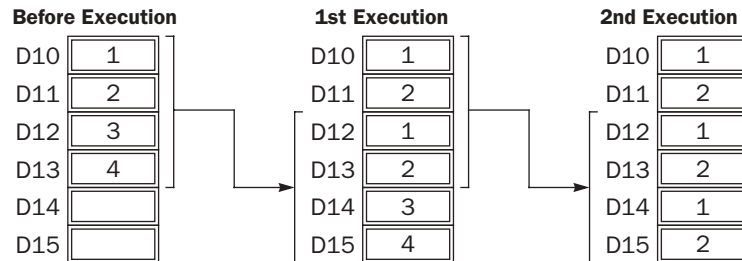 Before Execution 1st Execution 2nd Execution
D10 1 D10 1 D10 1
D11 2 D11 2 D11 2
D12 3 D12 1 D12 1
D13 4 D13 2 D13 2
D14 D14 3 D14 1
D15 D15 4 D15 2